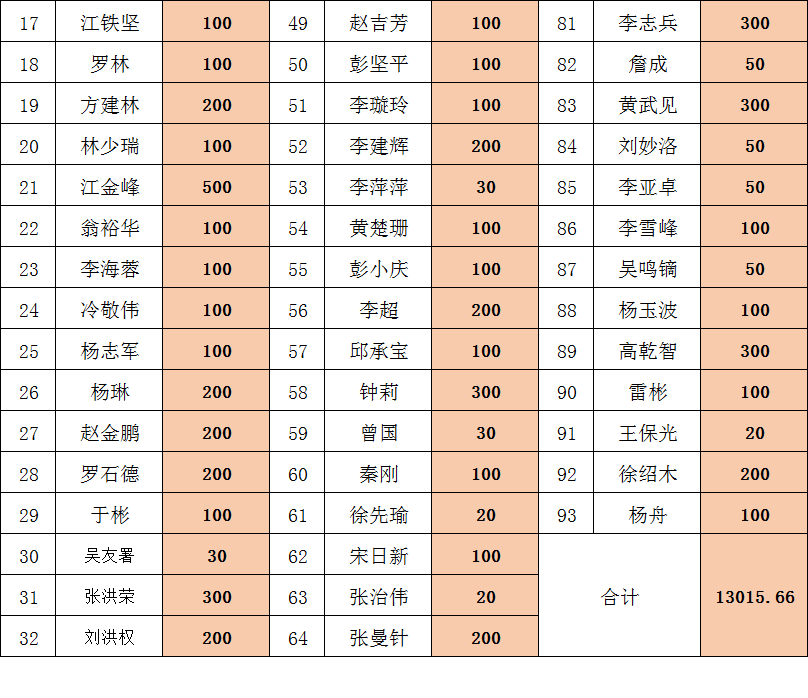 17 江铁坚 100 49 赵吉芳 100 81 李志兵 300
18 罗林 100 50 彭坚平 100 82 詹成 50
19 方建林 200 51 李璇玲 100 83 黄武见 300
20 林少瑞 100 52 李建辉 200 84 刘妙洛 50
21 江金峰 500 53 李萍萍 30 85 李亚卓 50
22 翁裕华 100 54 黄楚珊 100 86 李雪峰 100
23 李海蓉 100 55 彭小庆 100 87 吴鸣镝 50
24 冷敬伟 100 56 李超 200 88 杨玉波 100
25 杨志军 100 57 邱承宝 100 89 高乾智 300
26 杨琳 200 58 钟莉 300 90 雷彬 100
27 赵金鹏 200 59 曾国 30 91 王保光 20
28 罗石德 200 60 秦刚 100 92 徐绍木 200
29 于彬 100 61 徐先瑜 20 93 杨舟 100
30 吴友署 30 62 宋日新 100
31 张洪荣 300 63 张治伟 20 合计 13015.66
32 刘洪权 200 64 张曼针 200